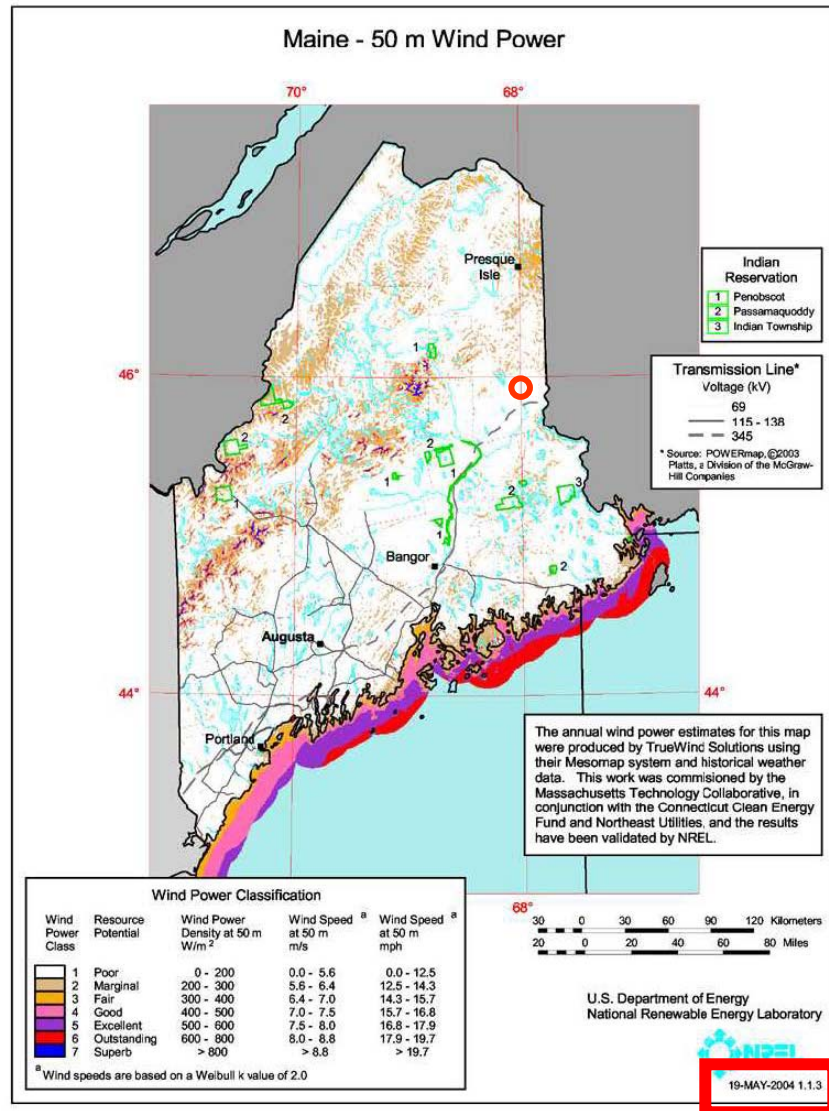 Maine - 50 m Wind Power
70°
68°
Presque
Isle
Indian
Reservation
1 Penobscot
2 Passamaquoddy
3 Indian Township
46°
1
Transmission Line*
Voltage (kV)
69
115 - 138
345
* Source: POWERmap, ©2003
Platts, a Division of the McGraw-
Hill Companies
2
2
2
1
1
1
2
3
1
Bangor
2
Augusta
44°
44°
Portland
The annual wind power estimates for this map
were produced by TrueWind Solutions using
their Mesomap system and historical weather
data. This work was commisioned by the
Massachusetts Technology Collaborative, in
conjunction with the Connecticut Clean Energy
Fund and Northeast Utilities, and the results
have been validated by NREL.
68°
Wind Power Classification
Wind Power Class Resource Potential Wind Power Density at 50 m W/m 2 Wind Speed a at 50 m m/s Wind Speed a at 50 m mph
1 Poor 0 - 200 0.0 - 5.6 0.0 - 12.5
2 Marginal 200 - 300 5.6 - 6.4 12.5 - 14.3
3 Fair 300 - 400 6.4 - 7.0 14.3 - 15.7
4 Good 400 - 500 7.0 - 7.5 15.7 - 16.8
5 Excellent 500 - 600 7.5 - 8.0 16.8 - 17.9
6 Outstanding 600 - 800 8.0 - 8.8 17.9 - 19.7
7 Superb > 800 > 8.8 > 19.7
a Wind speeds are based on a Weibull k value of 2.0
30 0 30 60 90 120 Kilometers
20 0 20 40 60 80 Miles
U.S. Department of Energy
National Renewable Energy Laboratory
NREL
19-MAY-2004 1.1.3